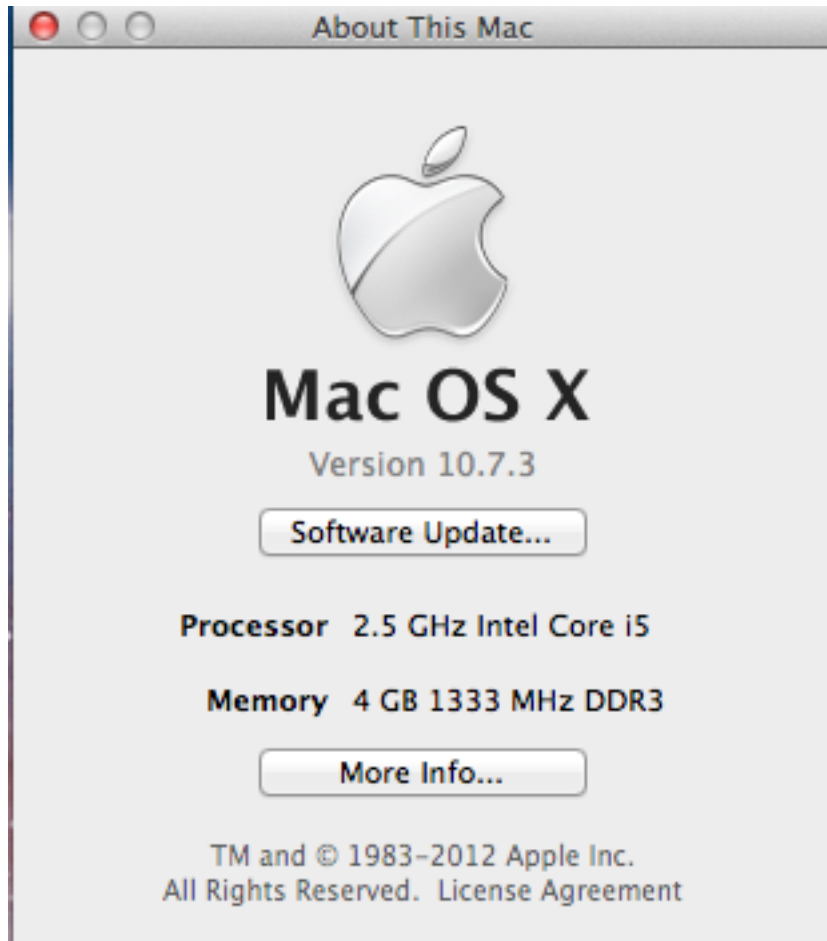 About This Mac
Mac OS X
Version 10.7.3
Software Update...
Processor 2.5 GHz Intel Core i5
Memory 4 GB 1333 MHz DDR3
More Info...
TM and © 1983–2012 Apple Inc.
All Rights Reserved. License Agreement